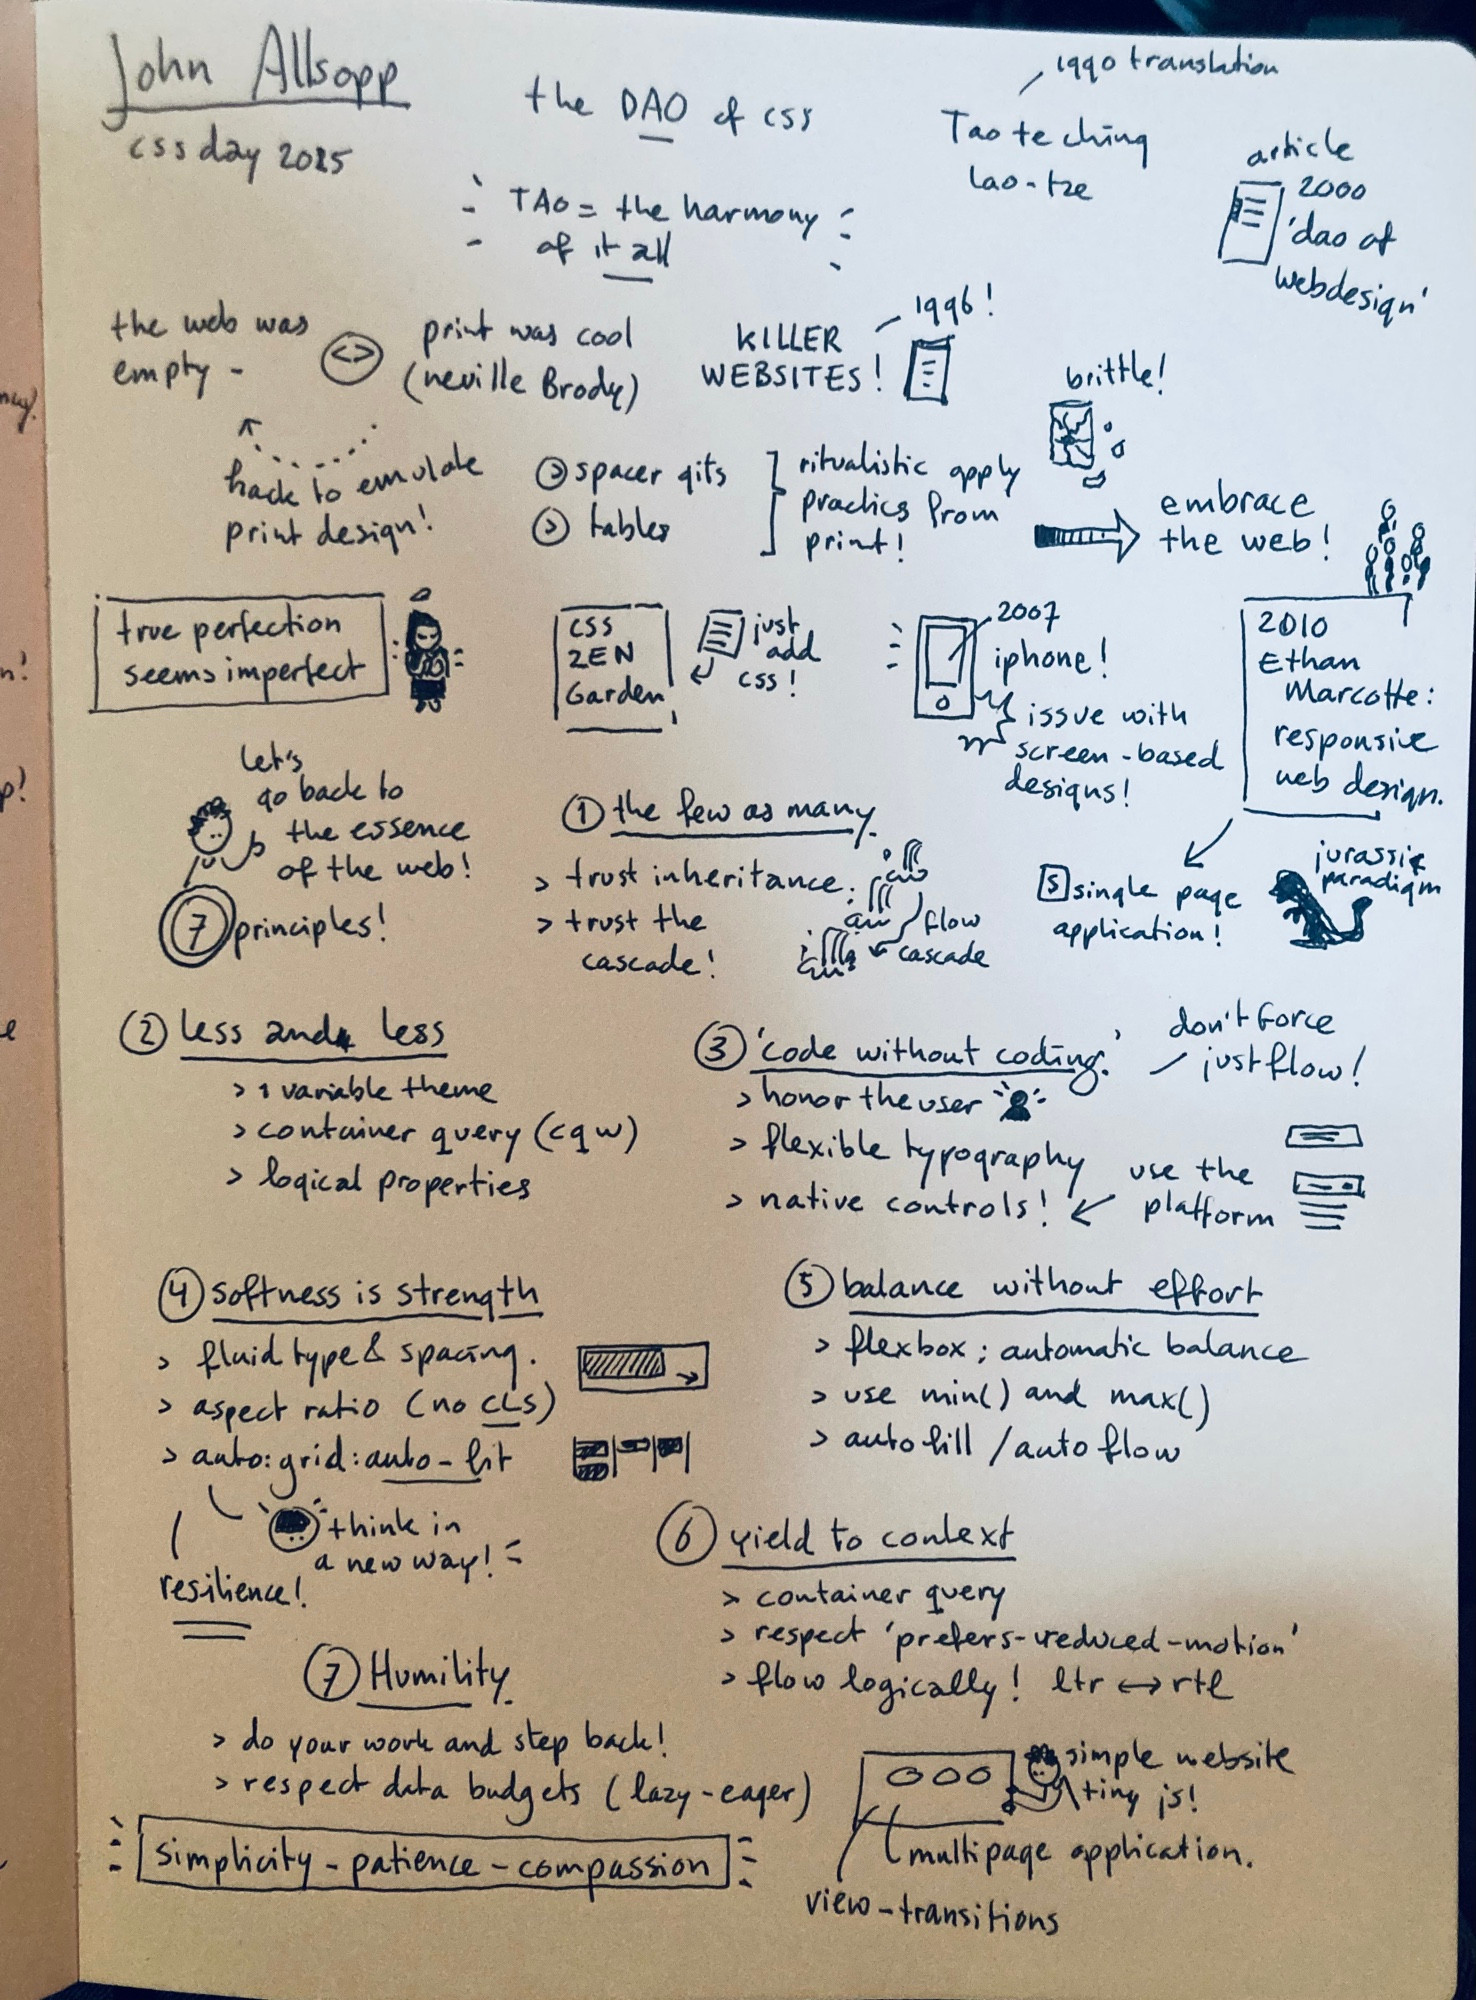 John Allsopp
css day 2025
the DAO of css
1990 translation
Tao te ching
Lao-tze
article
2000
'dao of
webdesign'
TAO = the harmony
of it all
the web was
empty -
<>
print was cool
(neville Brody)
KILLER
WEBSITES!
1996!
hack to emulate
print design!
> spacer gifs
> tables
ritualistic apply
practics from
print!
brittle!
embrace
the web!
true perfection
seems imperfect
css
ZEN
Garden
just
add
css!
2007
iphone!
issue with
screen-based
designs!
2010
Ethan
Marcotte:
responsive
web design.
let's
go back to
the essence
of the web!
7 principles!
1 the few as many
> trust inheritance.
> trust the
cascade!
flow
cascade
5 single page
application!
jurassic
paradigm
2 less and less
> 1 variable theme
> container query (cqw)
> logical properties
3 'code without coding.'
don't force
just flow!
> honor the user
> flexible typography
> native controls!
use the
platform
4 softness is strength
> fluid type & spacing.
> aspect ratio (no CLS)
> auto:grid:auto-fit
think in
a new way!
resilience!
5 balance without effort
> flexbox: automatic balance
> use min() and max()
> autofill / autoflow
6 yield to context
> container query
> respect 'prefers-reduced-motion'
> flow logically! ltr ↔ rtl
7 Humility.
> do your work and step back!
> respect data budgets (lazy-eager)
simplicity - patience - compassion
simple website
tiny js!
multipage application.
view-transitions